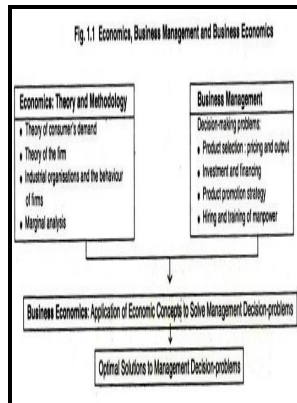 Fig. 1.1 Economics, Business Management and Business Economics
Economics: Theory and Methodology
• Theory of consumer's demand
• Theory of the firm
• Industrial organisations and the behaviour
of firms
• Marginal analysis
Business Management
Decision-making problems:
• Product selection : pricing and output
• Investment and financing
• Product promotion strategy
• Hiring and training of manpower
Business Economics: Application of Economic Concepts to Solve Management Decision-problems
Optimal Solutions to Management Decision-problems